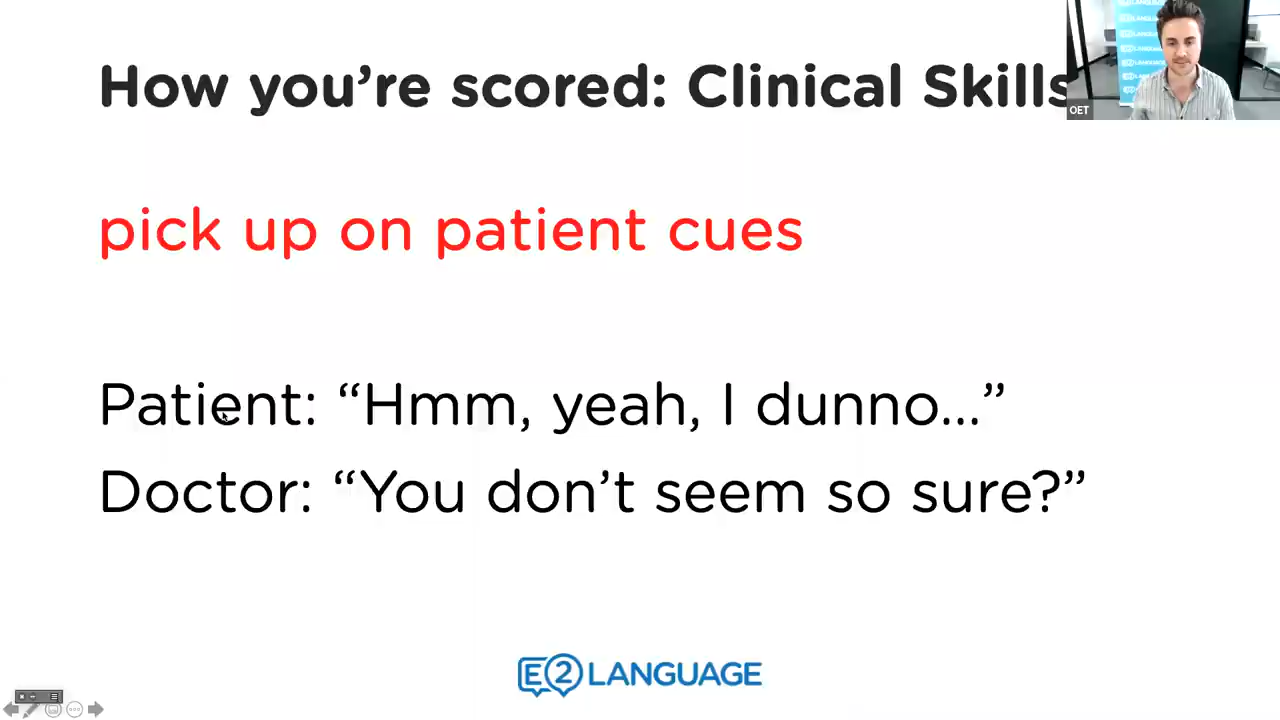 How you're scored: Clinical Skills
OET
pick up on patient cues
Patient: “Hmm, yeah, I dunno...”
Doctor: “You don't seem so sure?”
E2 LANGUAGE